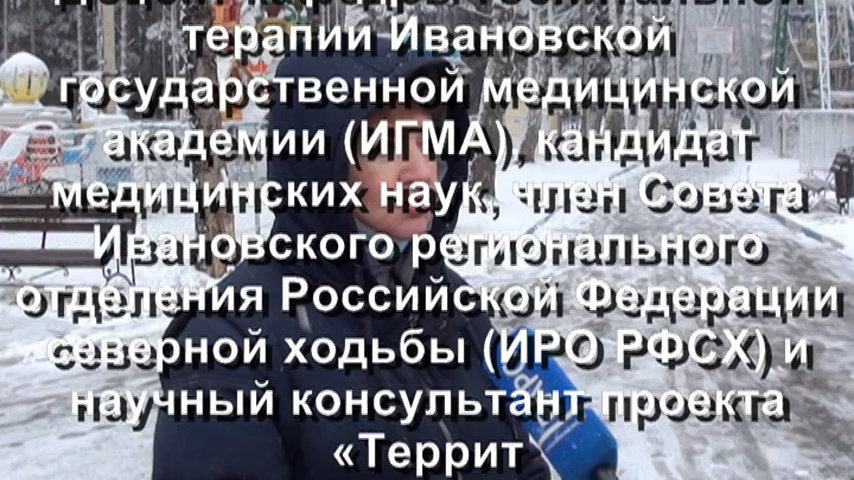 терапии Ивановской
государственной медицинской
академии (ИГМА), кандидат
медицинских наук, член Совета
Ивановского регионального
отделения Российской Федерации
северной ходьбы (ИРО РФСХ) и
научный консультант проекта
«Террит